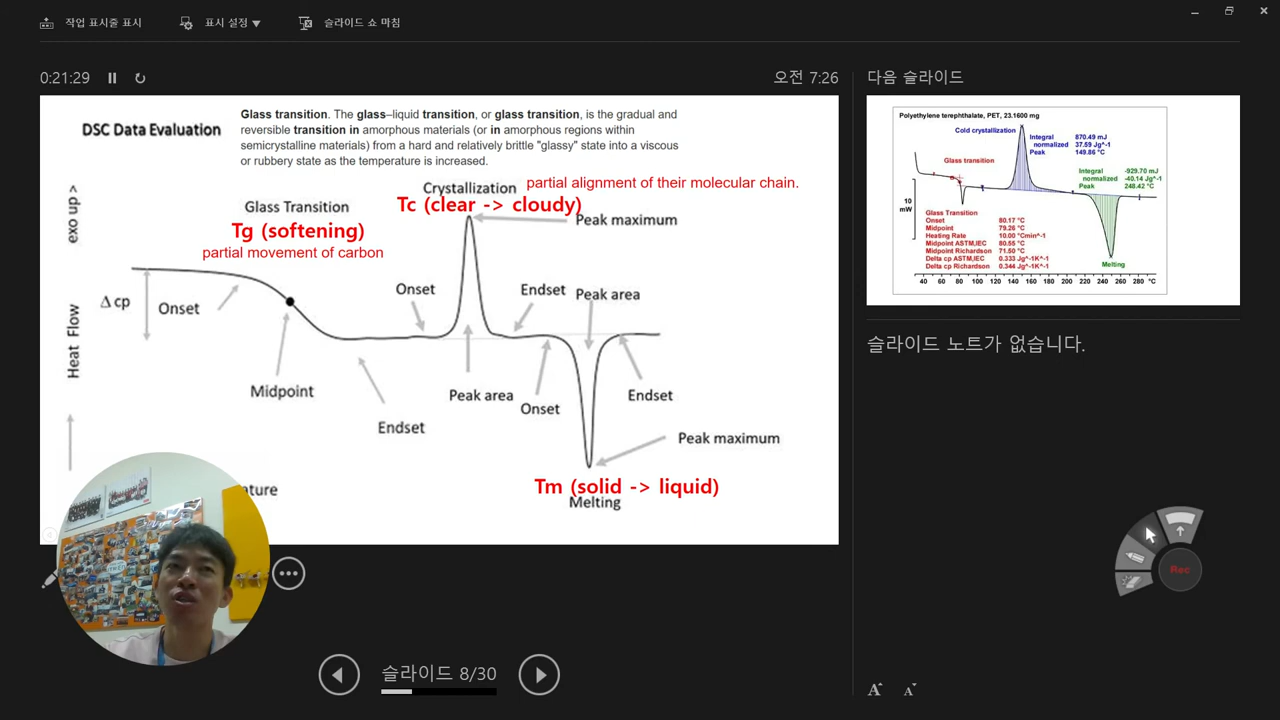 작업 표시줄 표시
표시 설정 ▼
슬라이드 쇼 마침
0:21:29
오전 7:26
다음 슬라이드
DSC Data Evaluation
Glass transition. The glass–liquid transition, or glass transition, is the gradual and
reversible transition in amorphous materials (or in amorphous regions within
semicrystalline materials) from a hard and relatively brittle "glassy" state into a viscous
or rubbery state as the temperature is increased.
exo up >
Heat Flow
Glass Transition
Tg (softening)
partial movement of carbon
Crystallization
partial alignment of their molecular chain.
Tc (clear -> cloudy)
Peak maximum
Δ cp
Onset
Midpoint
Endset
Onset
Endset
Peak area
Peak area
Onset
Endset
Peak maximum
Tm (solid -> liquid)
Melting
ature
Polyethylene terephthalate, PET, 23.1600 mg
Cold crystallization
Integral 870.49 mJ
normalized 37.59 Jg^-1
Peak 149.86 °C
Glass transition
Integral -929.70 mJ
normalized -40.14 Jg^-1
Peak 248.42 °C
10
mW
Glass Transition
Onset 80.17 °C
Midpoint 79.26 °C
Heating Rate 10.00 °Cmin^-1
Midpoint ASTM,IEC 80.55 °C
Midpoint Richardson 71.50 °C
Delta cp ASTM,IEC 0.333 Jg^-1K^-1
Delta cp Richardson 0.344 Jg^-1K^-1
Melting
40 60 80 100 120 140 160 180 200 220 240 260 280 °C
슬라이드 노트가 없습니다.
Rec
슬라이드 8/30
A A